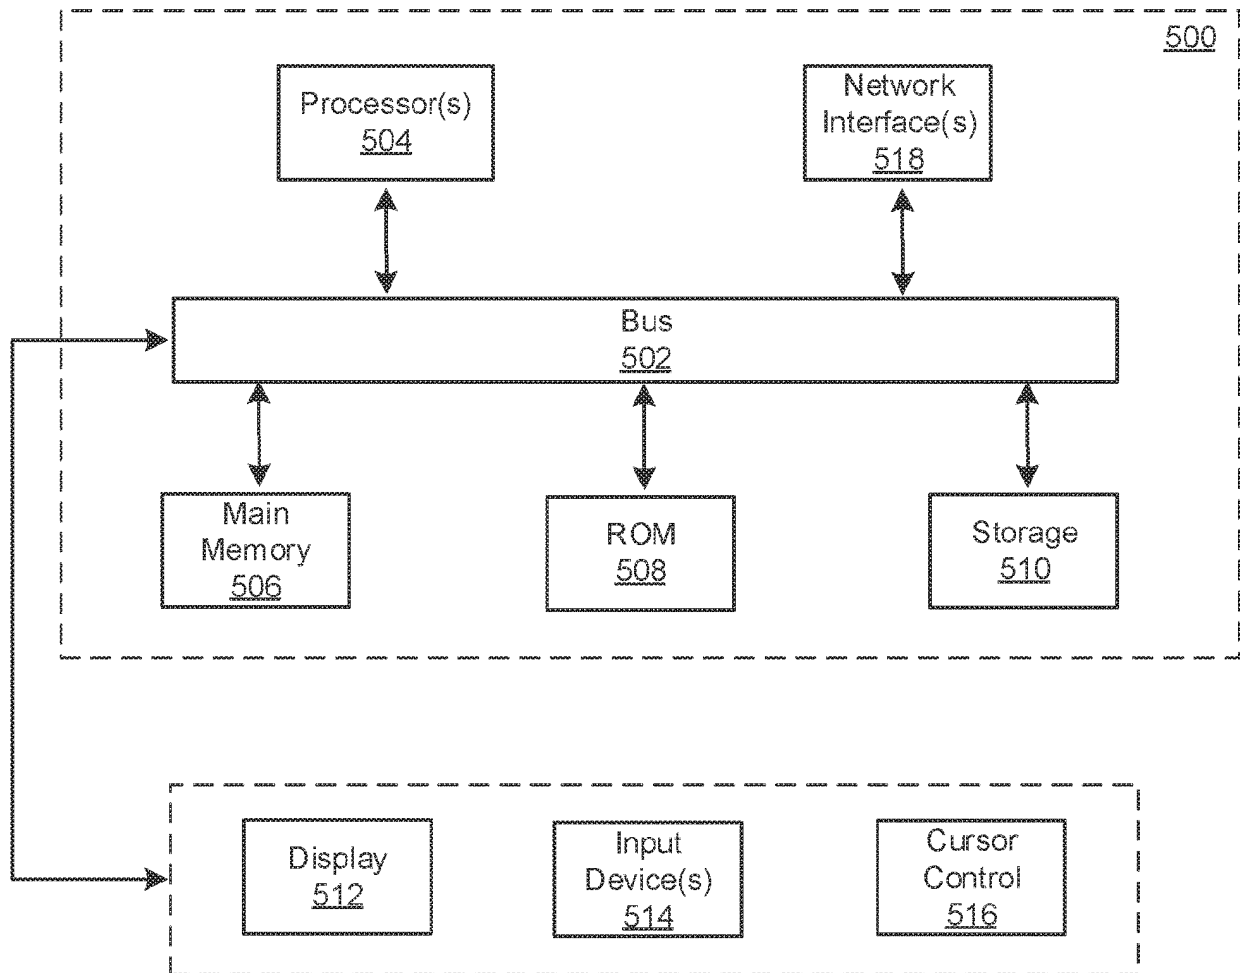 500
Processor(s)
504
Network
Interface(s)
518
Bus
502
Main
Memory
506
ROM
508
Storage
510
Display
512
Input
Device(s)
514
Cursor
Control
516